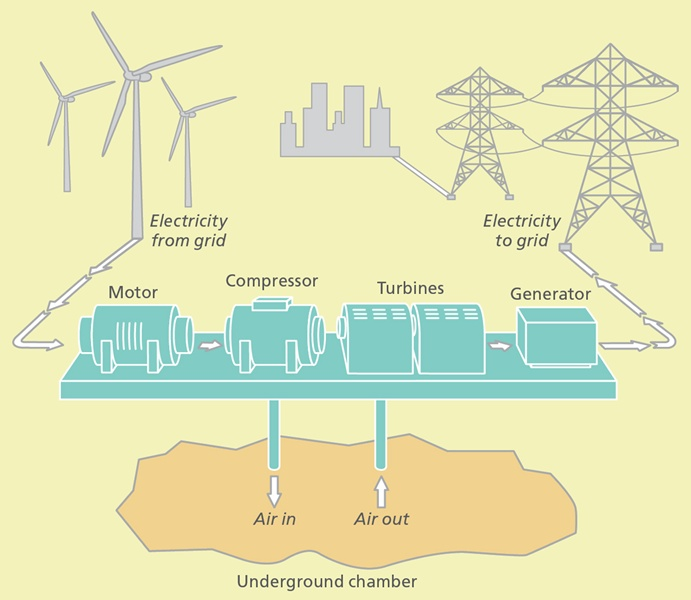 Electricity
from grid
Electricity
to grid
Motor
Compressor
Turbines
Generator
Air in
Air out
Underground chamber